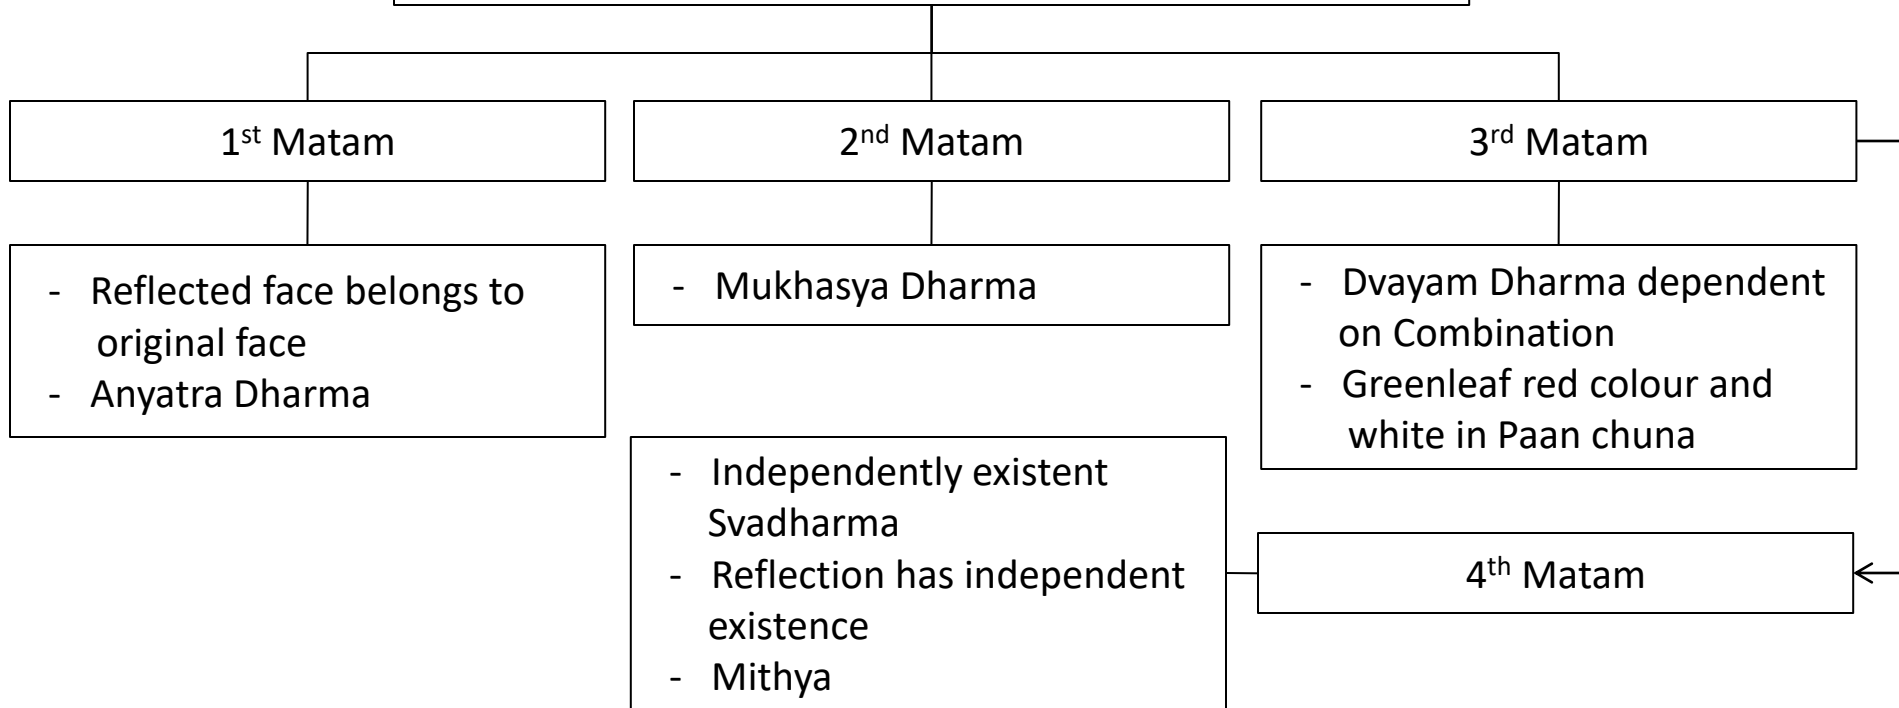 1st Matam
2nd Matam
3rd Matam
- Reflected face belongs to
original face
- Anyatra Dharma
- Mukhasya Dharma
- Dvayam Dharma dependent
on Combination
- Greenleaf red colour and
white in Paan chuna
4th Matam
- Independently existent
Svadharma
- Reflection has independent
existence
- Mithya